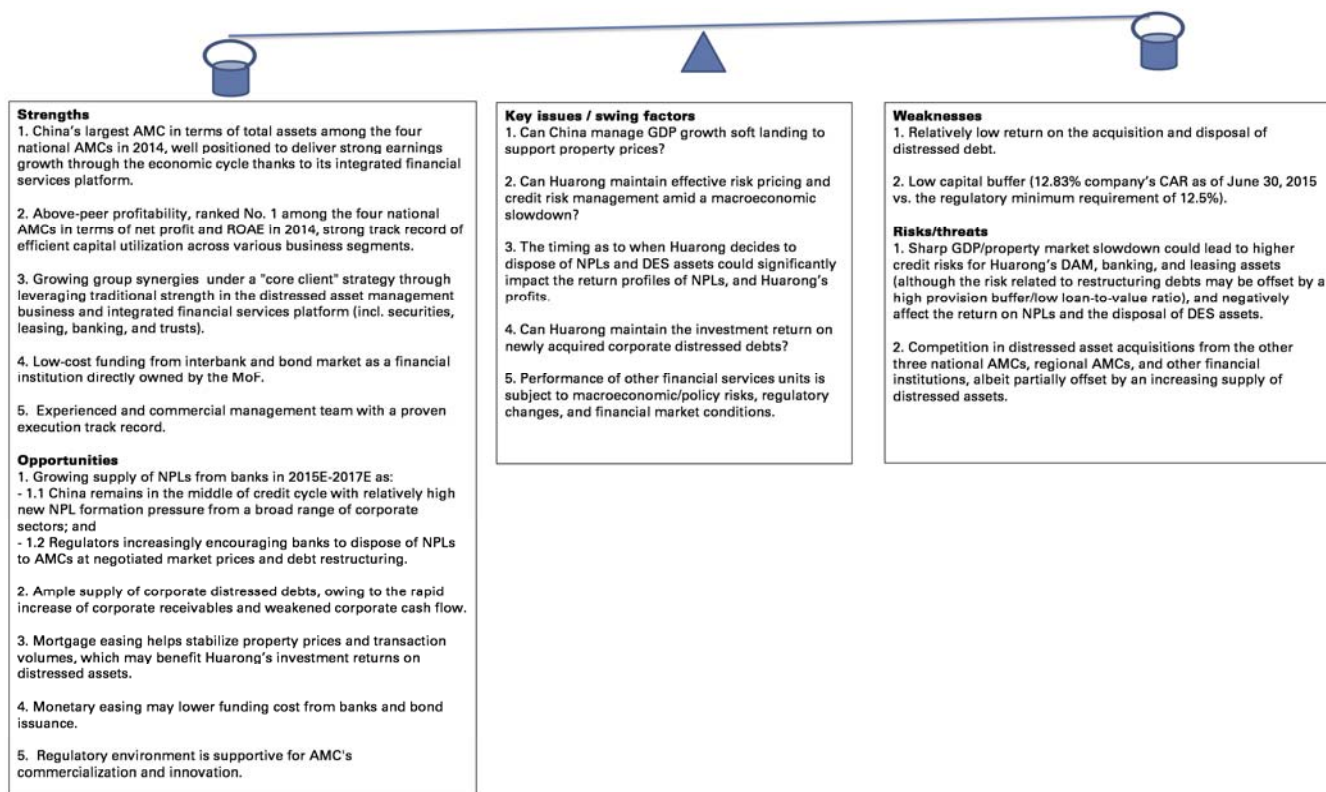 Strengths
1. China's largest AMC in terms of total assets among the four
national AMCs in 2014, well positioned to deliver strong earnings
growth through the economic cycle thanks to its integrated financial
services platform.
2. Above-peer profitability, ranked No. 1 among the four national
AMCs in terms of net profit and ROAE in 2014, strong track record of
efficient capital utilization across various business segments.
3. Growing group synergies under a "core client" strategy through
leveraging traditional strength in the distressed asset management
business and integrated financial services platform (incl. securities,
leasing, banking, and trusts).
4. Low-cost funding from interbank and bond market as a financial
institution directly owned by the MoF.
5. Experienced and commercial management team with a proven
execution track record.
Opportunities
1. Growing supply of NPLs from banks in 2015E-2017E as:
- 1.1 China remains in the middle of credit cycle with relatively high
new NPL formation pressure from a broad range of corporate
sectors; and
- 1.2 Regulators increasingly encouraging banks to dispose of NPLs
to AMCs at negotiated market prices and debt restructuring.
2. Ample supply of corporate distressed debts, owing to the rapid
increase of corporate receivables and weakened corporate cash flow.
3. Mortgage easing helps stabilize property prices and transaction
volumes, which may benefit Huarong's investment returns on
distressed assets.
4. Monetary easing may lower funding cost from banks and bond
issuance.
5. Regulatory environment is supportive for AMC's
commercialization and innovation.
Key issues / swing factors
1. Can China manage GDP growth soft landing to
support property prices?
2. Can Huarong maintain effective risk pricing and
credit risk management amid a macroeconomic
slowdown?
3. The timing as to when Huarong decides to
dispose of NPLs and DES assets could significantly
impact the return profiles of NPLs, and Huarong's
profits.
4. Can Huarong maintain the investment return on
newly acquired corporate distressed debts?
5. Performance of other financial services units is
subject to macroeconomic/policy risks, regulatory
changes, and financial market conditions.
Weaknesses
1. Relatively low return on the acquisition and disposal of
distressed debt.
2. Low capital buffer (12.83% company's CAR as of June 30, 2015
vs. the regulatory minimum requirement of 12.5%).
Risks/threats
1. Sharp GDP/property market slowdown could lead to higher
credit risks for Huarong's DAM, banking, and leasing assets
(although the risk related to restructuring debts may be offset by a
high provision buffer/low loan-to-value ratio), and negatively
affect the return on NPLs and the disposal of DES assets.
2. Competition in distressed asset acquisitions from the other
three national AMCs, regional AMCs, and other financial
institutions, albeit partially offset by an increasing supply of
distressed assets.